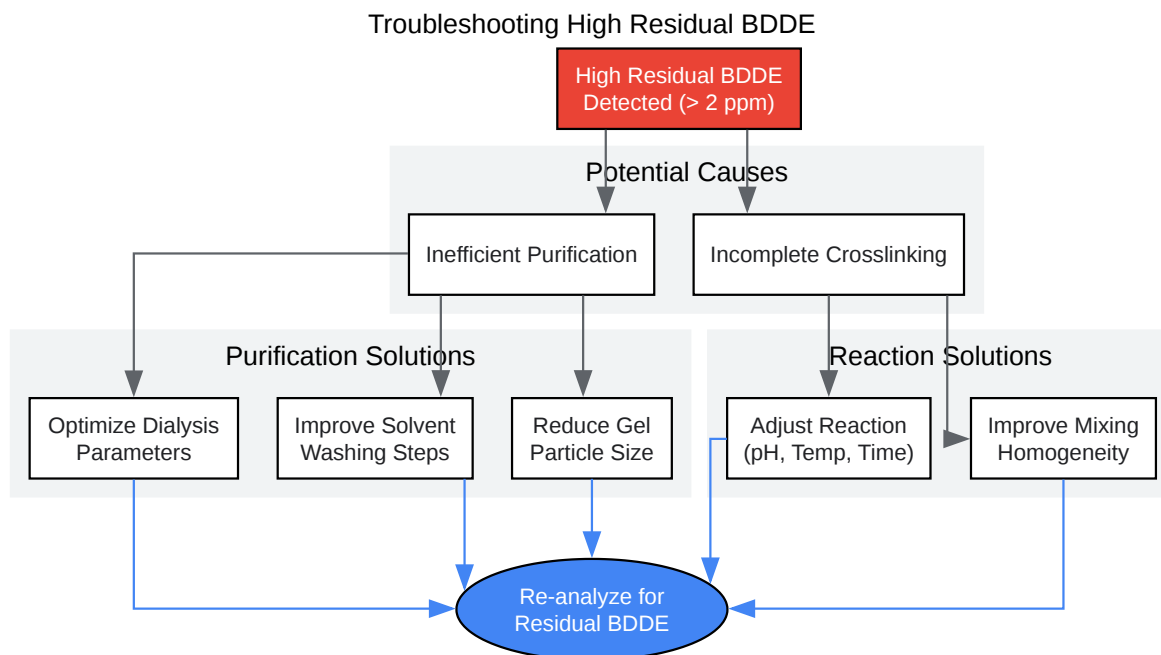 Troubleshooting High Residual BDDE
High Residual BDDE
Detected (> 2 ppm)
Potential Causes
Inefficient Purification
Incomplete Crosslinking
Purification Solutions
Reaction Solutions
Optimize Dialysis
Parameters
Improve Solvent
Washing Steps
Reduce Gel
Particle Size
Adjust Reaction
(pH, Temp, Time)
Improve Mixing
Homogeneity
Re-analyze for
Residual BDDE